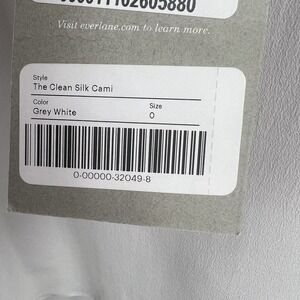 Visit everlane.com to learn more.
Style
The Clean Silk Cami
Color Size
Grey White 0
0-00000-32049-8